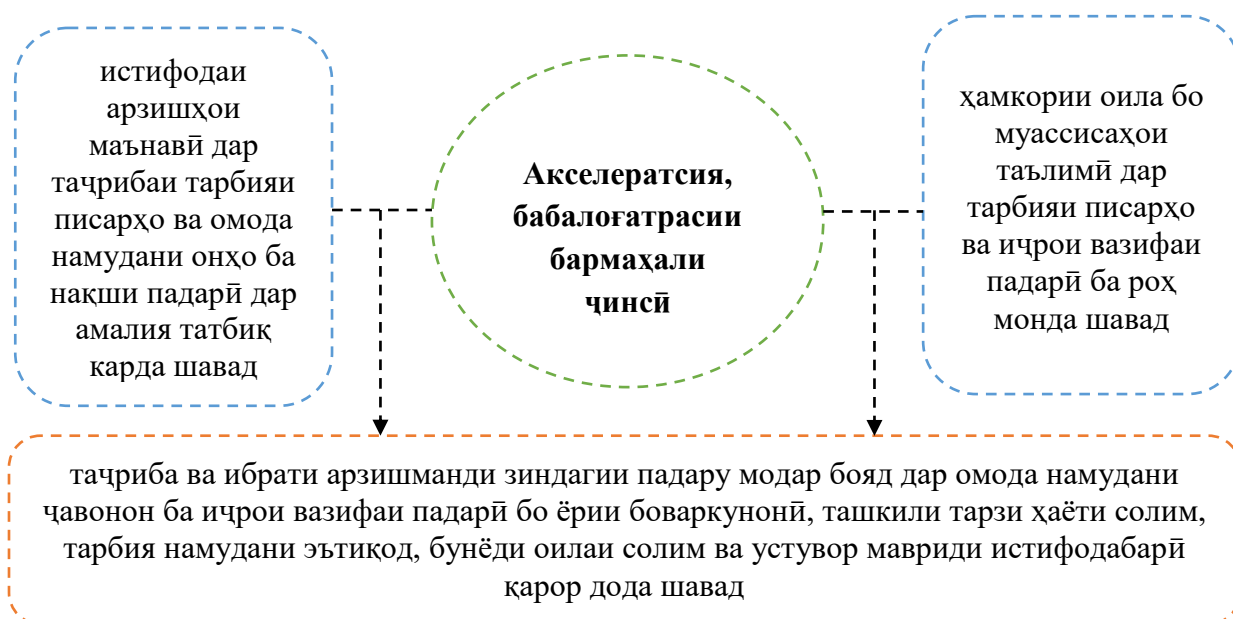 истифодаи
арзишҳои
маънавӣ дар
таҷрибаи тарбияи
писарҳо ва омода
намудани онҳо ба
нақши падарӣ дар
амалия татбиқ
карда шавад
Акселератсия,
бабалоғатрасии
бармаҳали
ҷинсӣ
ҳамкории оила бо
муассисаҳои
таълимӣ дар
тарбияи писарҳо
ва иҷрои вазифаи
падарӣ ба роҳ
монда шавад
таҷриба ва ибрати арзишманди зиндагии падару модар бояд дар омода намудани
ҷавонон ба иҷрои вазифаи падарӣ бо ёрии боваркунонӣ, ташкили тарзи ҳаёти солим,
тарбия намудани эътиқод, бунёди оилаи солим ва устувор мавриди истифодабарӣ
қарор дода шавад